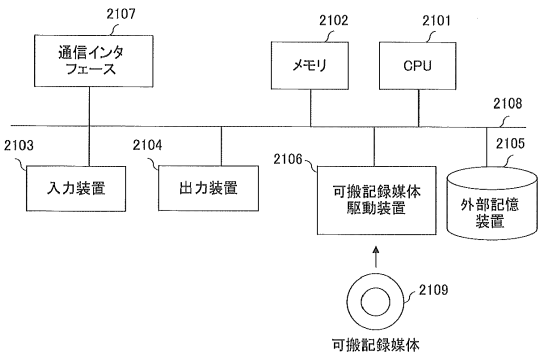 2107
2102
2101
通信インタ
フェース
メモリ
CPU
2108
2103
2104
2106
2105
入力装置
出力装置
可搬記録媒体
駆動装置
外部記憶
装置
2109
可搬記録媒体